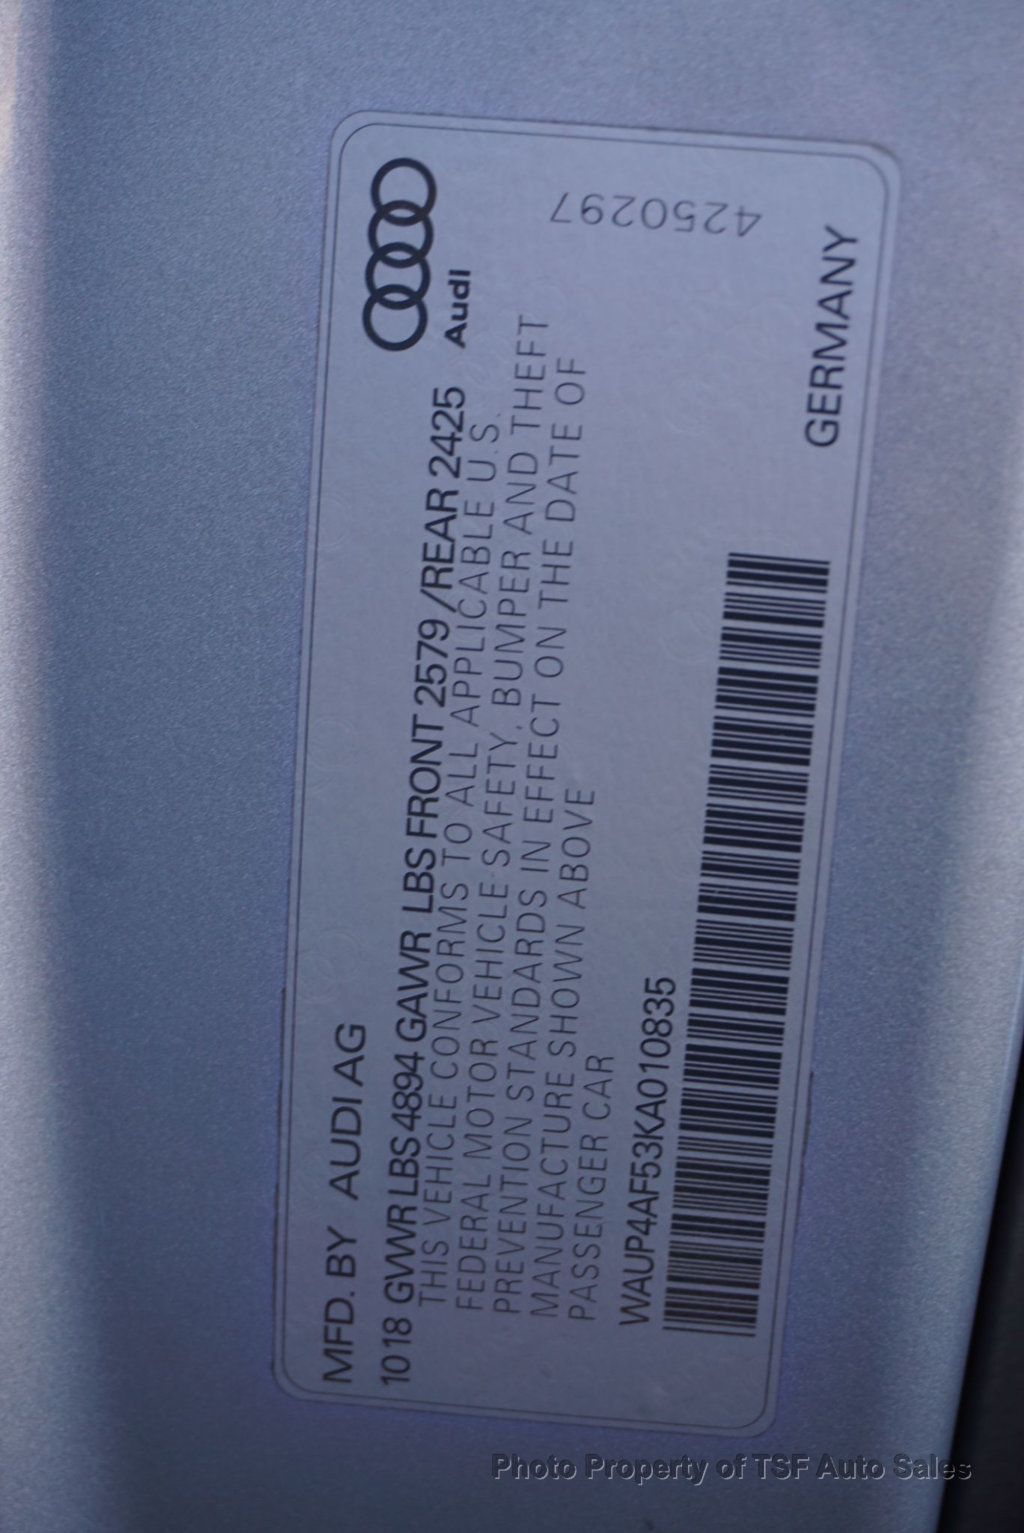 MFD. BY AUDI AG
10 18 GVWR LBS 4894 GAWR LBS FRONT 2579 /REAR 2425
THIS VEHICLE CONFORMS TO ALL APPLICABLE U.S.
FEDERAL MOTOR VEHICLE SAFETY, BUMPER AND THEFT
PREVENTION STANDARDS IN EFFECT ON THE DATE OF
MANUFACTURE SHOWN ABOVE
PASSENGER CAR
WAUP4AF53KA010835
Audi
4250297
GERMANY
Photo Property of TSF Auto Sales